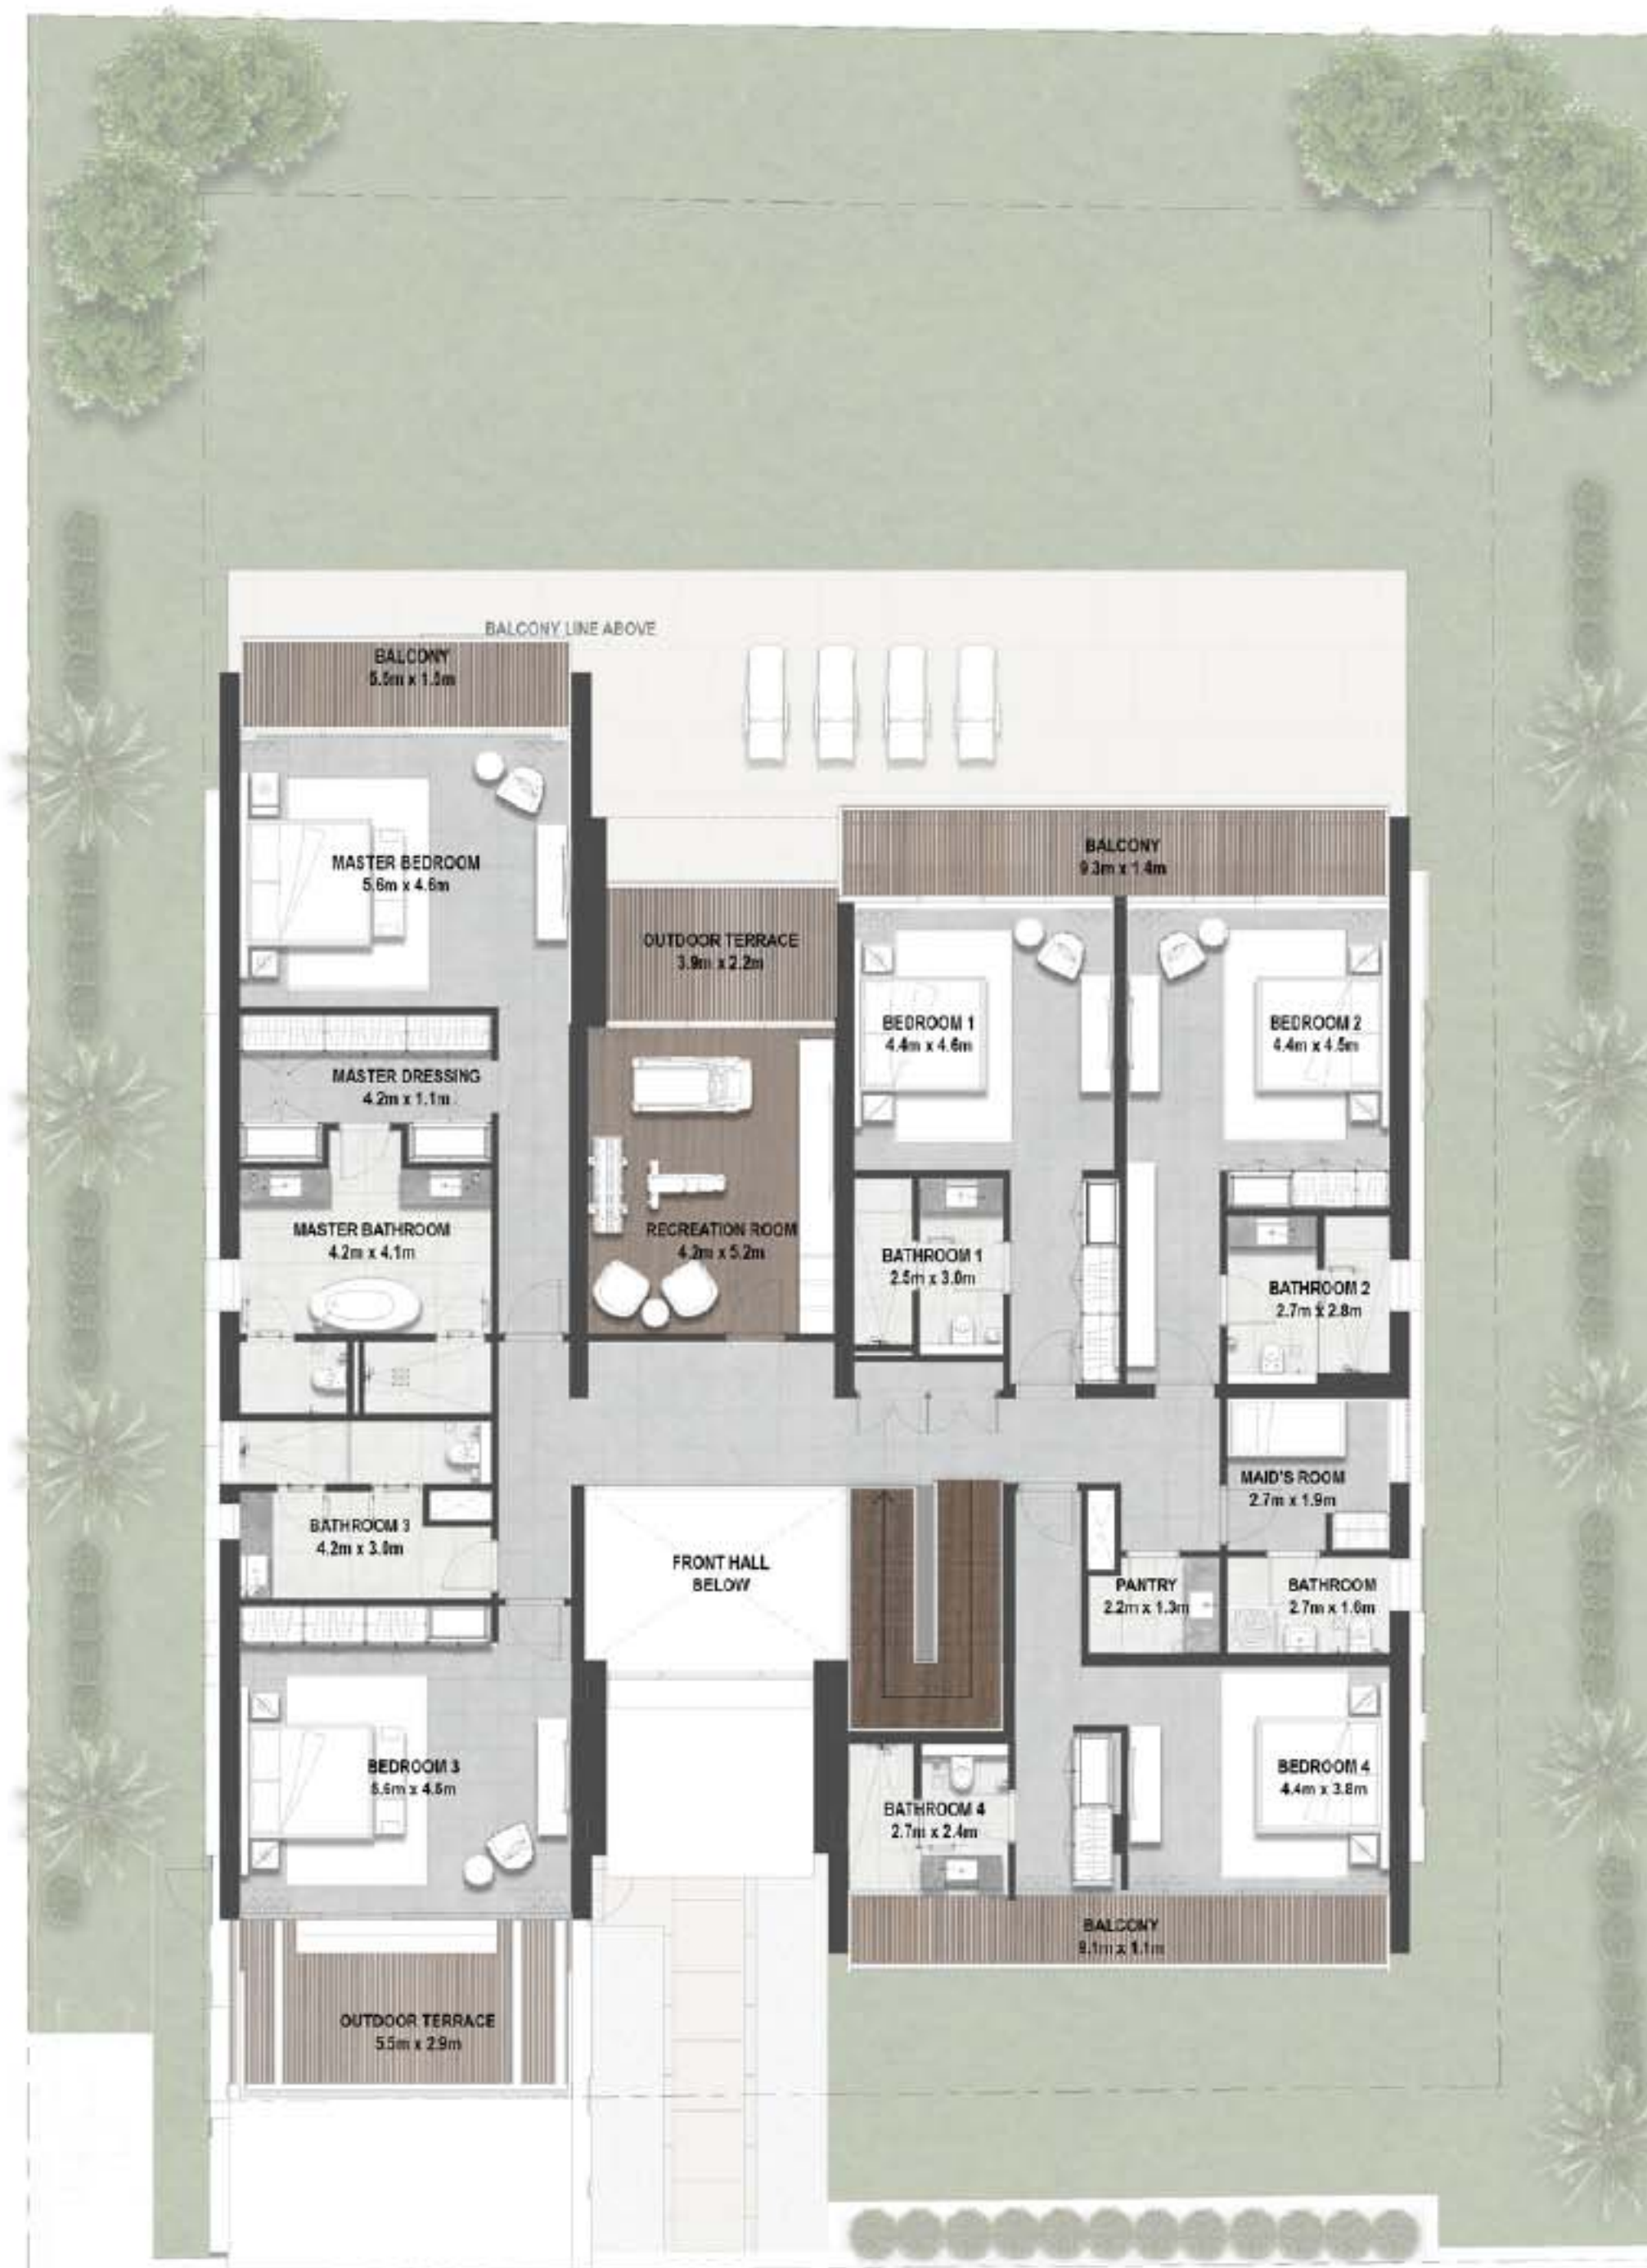 BALCONY LINE ABOVE
BALCONY
5.5m x 1.5m
MASTER BEDROOM
5.6m x 4.6m
BALCONY
9.3m x 1.4m
OUTDOOR TERRACE
3.9m x 2.2m
BEDROOM 1
4.4m x 4.6m
BEDROOM 2
4.4m x 4.5m
MASTER DRESSING
4.2m x 1.1m
MASTER BATHROOM
4.2m x 4.1m
RECREATION ROOM
4.2m x 5.2m
BATHROOM 1
2.5m x 3.0m
BATHROOM 2
2.7m x 2.8m
MAID'S ROOM
2.7m x 1.9m
BATHROOM 3
4.2m x 3.0m
FRONT HALL
BELOW
PANTRY
2.2m x 1.3m
BATHROOM
2.7m x 1.6m
BEDROOM 3
5.6m x 4.5m
BEDROOM 4
4.4m x 3.8m
BATHROOM 4
2.7m x 2.4m
BALCONY
9.1m x 1.1m
OUTDOOR TERRACE
5.5m x 2.9m